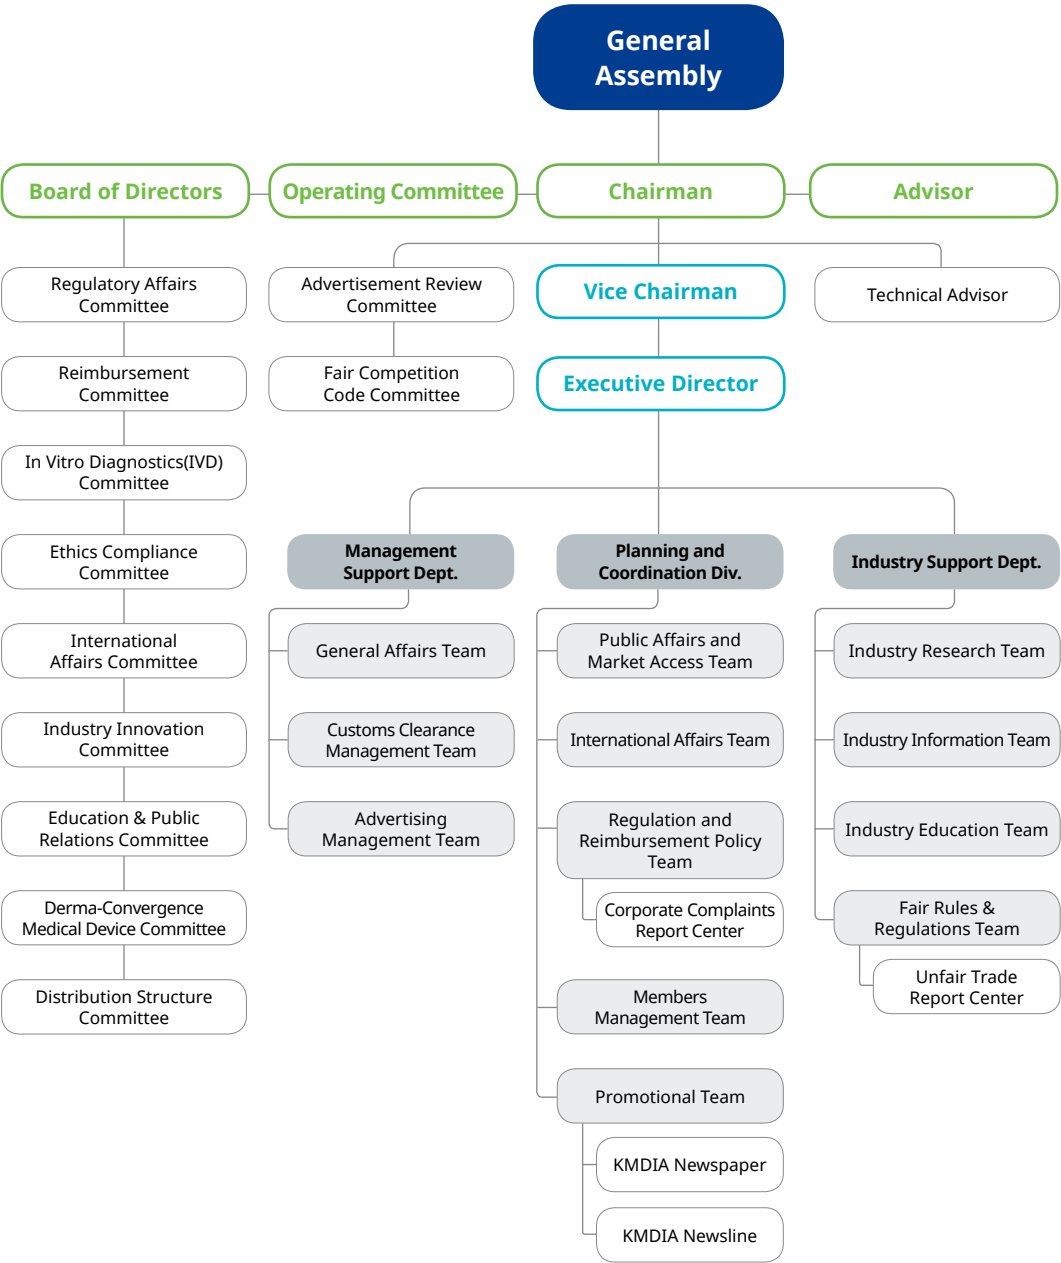 General
Assembly
Board of Directors
Operating Committee
Chairman
Advisor
Regulatory Affairs
Committee
Advertisement Review
Committee
Vice Chairman
Technical Advisor
Reimbursement
Committee
Fair Competition
Code Committee
Executive Director
In Vitro Diagnostics(IVD)
Committee
Ethics Compliance
Committee
Management
Support Dept.
Planning and
Coordination Div.
Industry Support Dept.
International
Affairs Committee
General Affairs Team
Public Affairs and
Market Access Team
Industry Research Team
Industry Innovation
Committee
Customs Clearance
Management Team
International Affairs Team
Industry Information Team
Education & Public
Relations Committee
Advertising
Management Team
Regulation and
Reimbursement Policy
Team
Industry Education Team
Derma-Convergence
Medical Device Committee
Corporate Complaints
Report Center
Fair Rules &
Regulations Team
Distribution Structure
Committee
Members
Management Team
Unfair Trade
Report Center
Promotional Team
KMDIA Newspaper
KMDIA Newsline